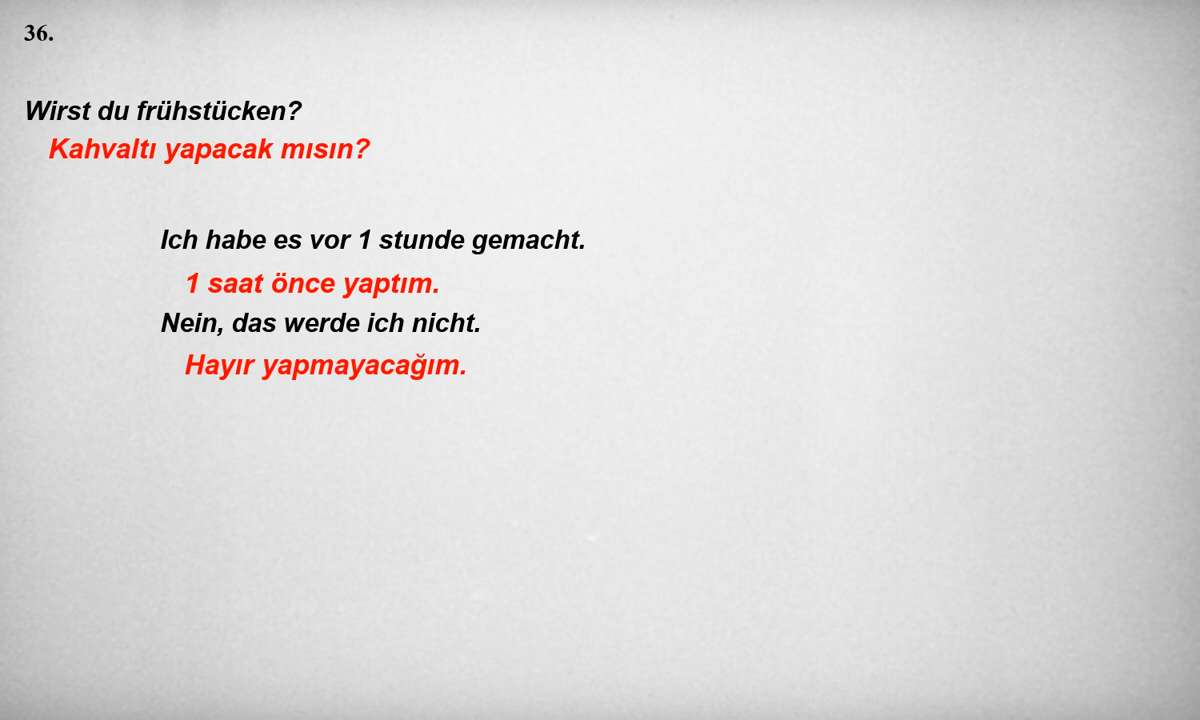 36.
Wirst du frühstücken?
Kahvaltı yapacak mısın?
Ich habe es vor 1 stunde gemacht.
1 saat önce yaptım.
Nein, das werde ich nicht.
Hayır yapmayacağım.